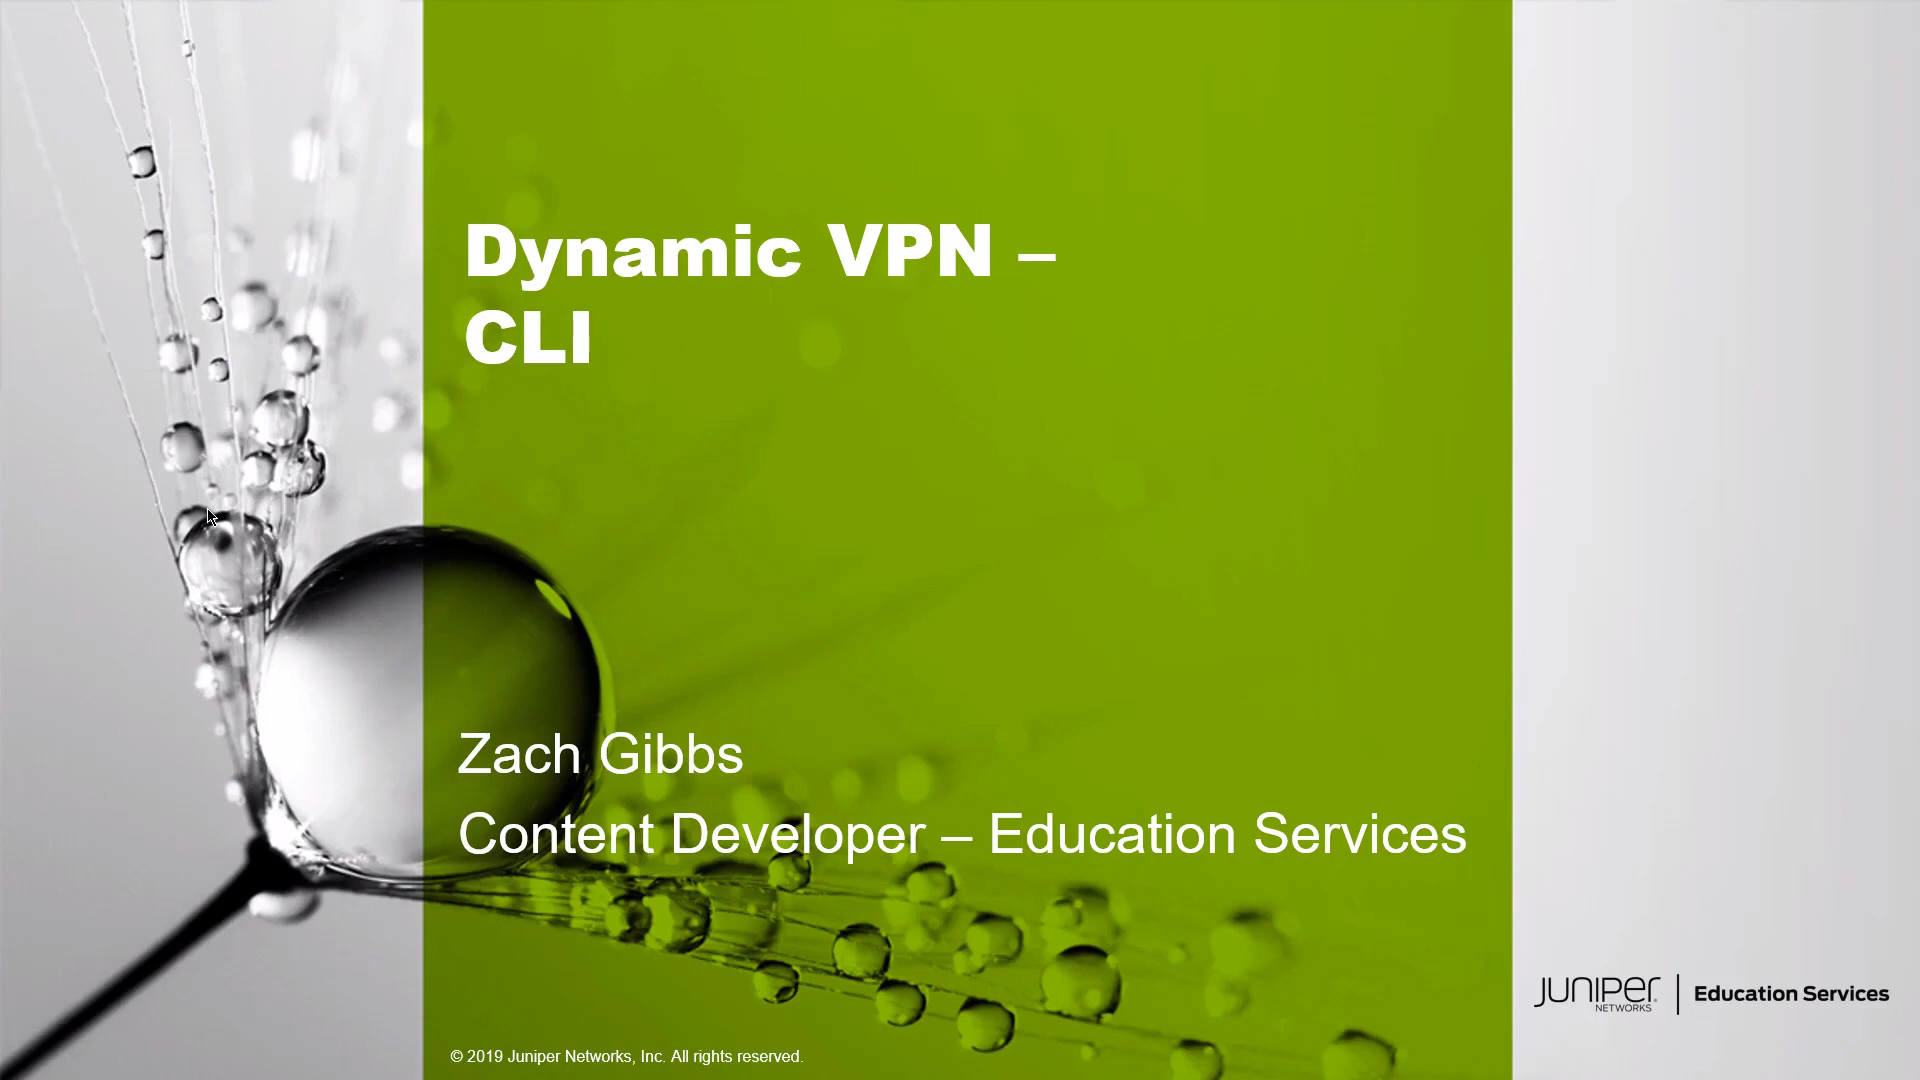 Dynamic VPN –
CLI
Zach Gibbs
Content Developer – Education Services
JUNIPER
NETWORKS
Education Services
© 2019 Juniper Networks, Inc. All rights reserved.